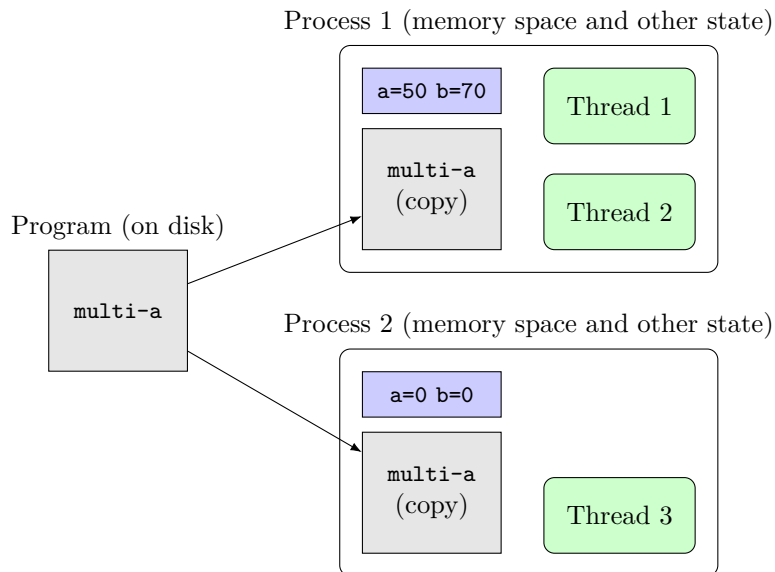 Process 1 (memory space and other state)
a=50 b=70
Thread 1
multi-a
(copy)
Thread 2
Program (on disk)
multi-a
Process 2 (memory space and other state)
a=0 b=0
multi-a
(copy)
Thread 3